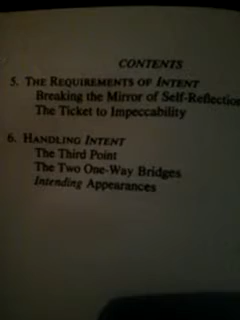 CONTENTS
5. THE REQUIREMENTS OF INTENT
Breaking the Mirror of Self-Reflection
The Ticket to Impeccability
6. HANDLING INTENT
The Third Point
The Two One-Way Bridges
Intending Appearances